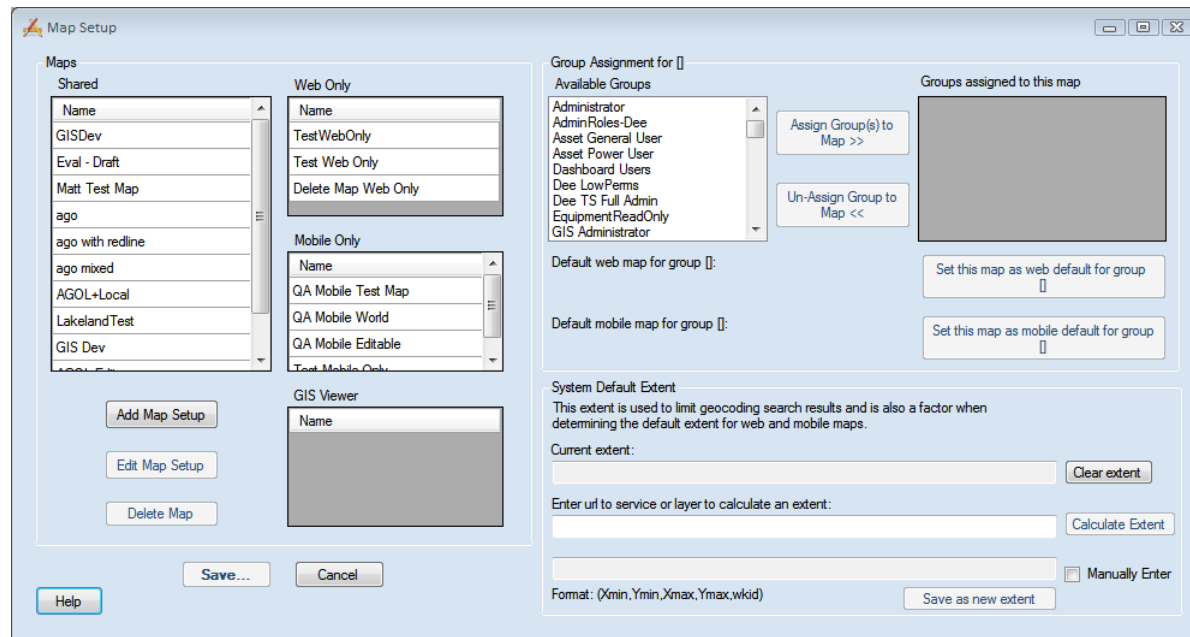 Map Setup
Maps
Shared
Name
GISDev
Eval - Draft
Matt Test Map
ago
ago with redline
ago mixed
AGOL+Local
LakelandTest
GIS Dev
Web Only
Name
TestWebOnly
Test Web Only
Delete Map Web Only
Mobile Only
Name
QA Mobile Test Map
QA Mobile World
QA Mobile Editable
Test Mobile Only
GIS Viewer
Name
Add Map Setup
Edit Map Setup
Delete Map
Save...
Cancel
Help
Group Assignment for []
Available Groups
Administrator
AdminRoles-Dee
Asset General User
Asset Power User
Dashboard Users
Dee LowPerms
Dee TS Full Admin
EquipmentReadOnly
GIS Administrator
Assign Group(s) to
Map >>
Un-Assign Group to
Map <<
Groups assigned to this map
Default web map for group []:
Set this map as web default for group
[]
Default mobile map for group []:
Set this map as mobile default for group
[]
System Default Extent
This extent is used to limit geocoding search results and is also a factor when
determining the default extent for web and mobile maps.
Current extent:
Clear extent
Enter url to service or layer to calculate an extent:
Calculate Extent
Manually Enter
Format: (Xmin,Ymin,Xmax,Ymax,wkid)
Save as new extent